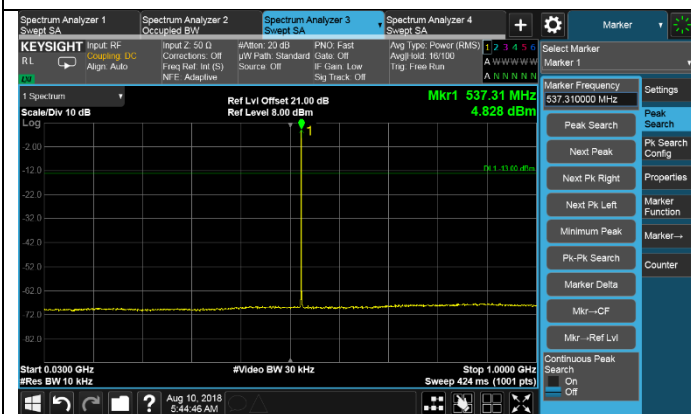 Spectrum Analyzer 1
Swept SA
Spectrum Analyzer 2
Occupied BW
Spectrum Analyzer 3
Swept SA
Spectrum Analyzer 4
Swept SA
+
Marker
KEYSIGHT
RL
Input: RF
Coupling: DC
Align: Auto
Input Z: 50 Ω
Corrections: Off
Freq Ref: Int (S)
NFE: Adaptive
#Atten: 20 dB
µW Path: Standard
Source: Off
PNO: Fast
Gate: Off
IF Gain: Low
Sig Track: Off
Avg Type: Power (RMS)
Avg|Hold: 16/100
Trig: Free Run
1 2 3 4 5 6
A W W W W W
A N N N N N
Select Marker
Marker 1
1 Spectrum
Scale/Div 10 dB
Log
Ref Lvl Offset 21.00 dB
Ref Level 8.00 dBm
Mkr1 537.31 MHz
4.828 dBm
1
DL1 -13.00 dBm
-2.00
-12.0
-22.0
-32.0
-42.0
-52.0
-62.0
-72.0
-82.0
Start 0.0300 GHz
#Res BW 10 kHz
#Video BW 30 kHz
Stop 1.0000 GHz
Sweep 424 ms (1001 pts)
Marker Frequency
537.310000 MHz
Peak Search
Next Peak
Next Pk Right
Next Pk Left
Minimum Peak
Pk-Pk Search
Marker Delta
Mkr→CF
Mkr→Ref Lvl
Continuous Peak
Search
On
Off
Settings
Peak
Search
Pk Search
Config
Properties
Marker
Function
Marker→
Counter
?
Aug 10, 2018
5:44:46 AM